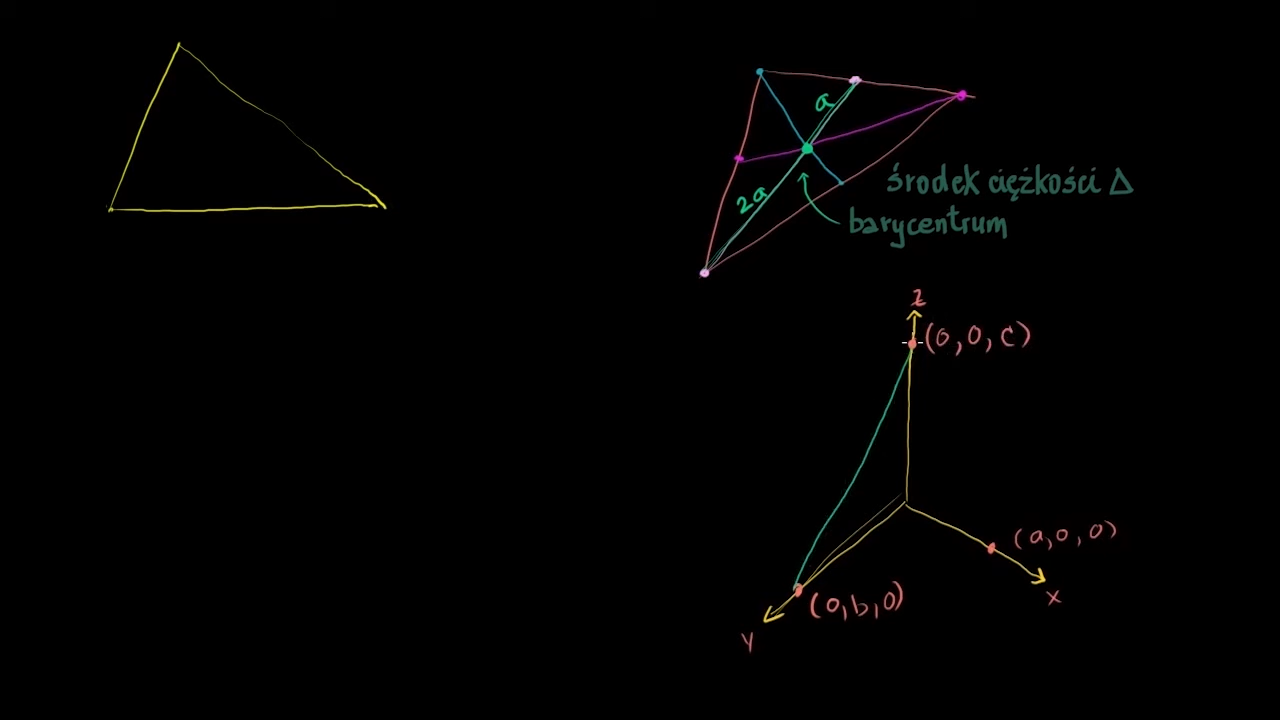 a
2a
środek ciężkości Δ
barycentrum
z
(0,0,c)
(a,0,0)
x
(0,b,0)
y